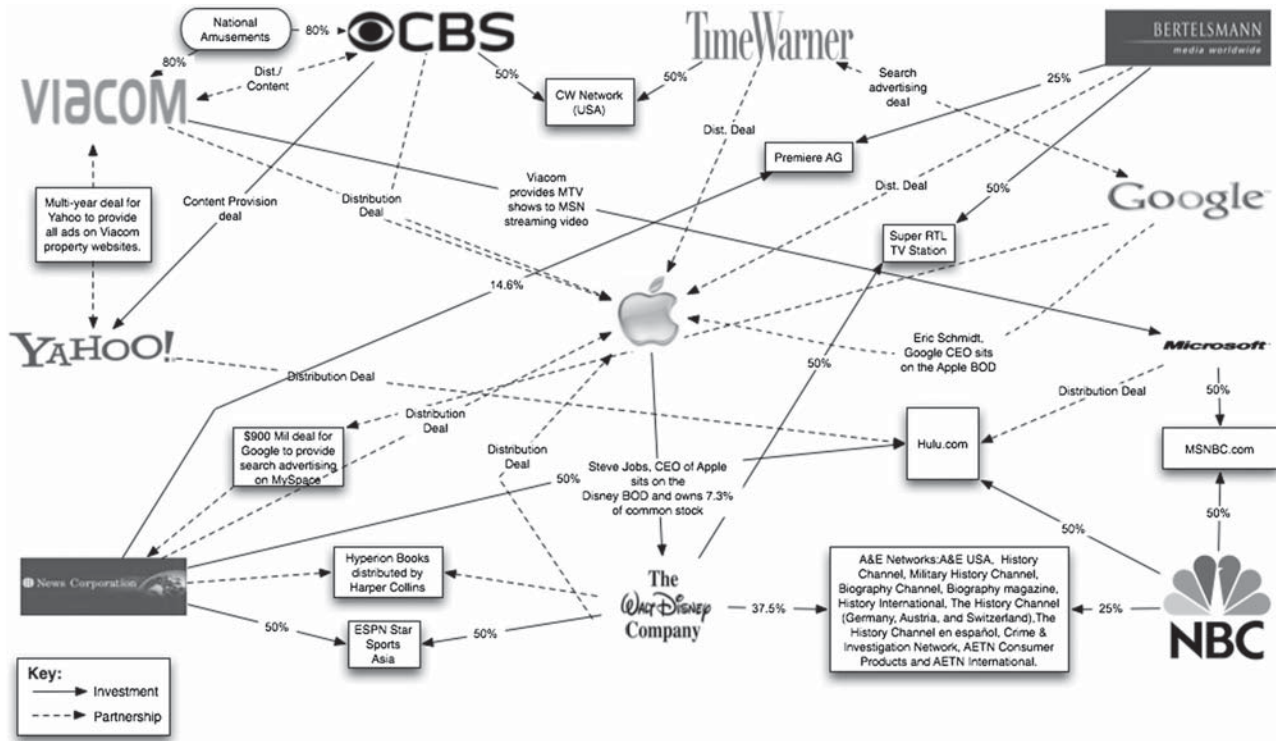 National
Amusements
80%
80%
CBS
TimeWarner
BERTELSMANN
media worldwide
VIACOM
Dist./
Content
50%
50%
CW Network
(USA)
Search
advertising
deal
25%
Dist. Deal
Premiere AG
Multi-year deal for
Yahoo to provide
all ads on Viacom
property websites.
Content Provision
deal
Distribution
Deal
Viacom
provides MTV
shows to MSN
streaming video
Dist. Deal
50%
Google
Super RTL
TV Station
14.6%
YAHOO!
Eric Schmidt,
Google CEO sits
on the Apple BOD
Microsoft
50%
Distribution Deal
Distribution Deal
50%
Distribution
Deal
$900 Mil deal for
Google to provide
search advertising
on MySpace
Distribution
Deal
Hulu.com
MSNBC.com
50%
Steve Jobs, CEO of Apple
sits on the
Disney BOD and owns 7.3%
of common stock
50%
50%
News Corporation
Hyperion Books
distributed by
Harper Collins
The
WALT DISNEY
Company
37.5%
A&E Networks:A&E USA, History
Channel, Military History Channel,
Biography Channel, Biography magazine,
History International, The History Channel
(Germany, Austria, and Switzerland),The
History Channel en español, Crime &
Investigation Network, AETN Consumer
Products and AETN International.
25%
NBC
50%
ESPN Star
Sports
Asia
50%
Key:
Investment
Partnership